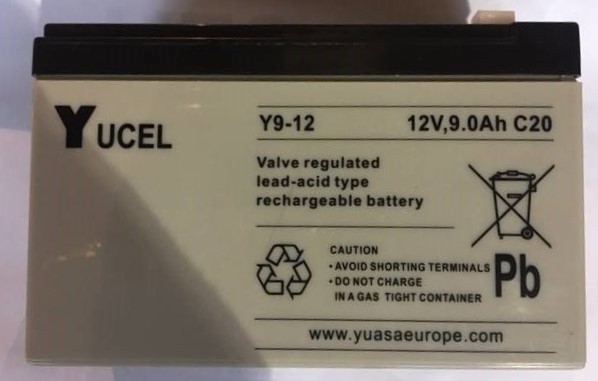 YUCEL
Y9-12 12V,9.0Ah C20
Valve regulated
lead-acid type
rechargeable battery
CAUTION
• AVOID SHORTING TERMINALS
• DO NOT CHARGE
IN A GAS TIGHT CONTAINER
Pb
www.yuasaeurope.com